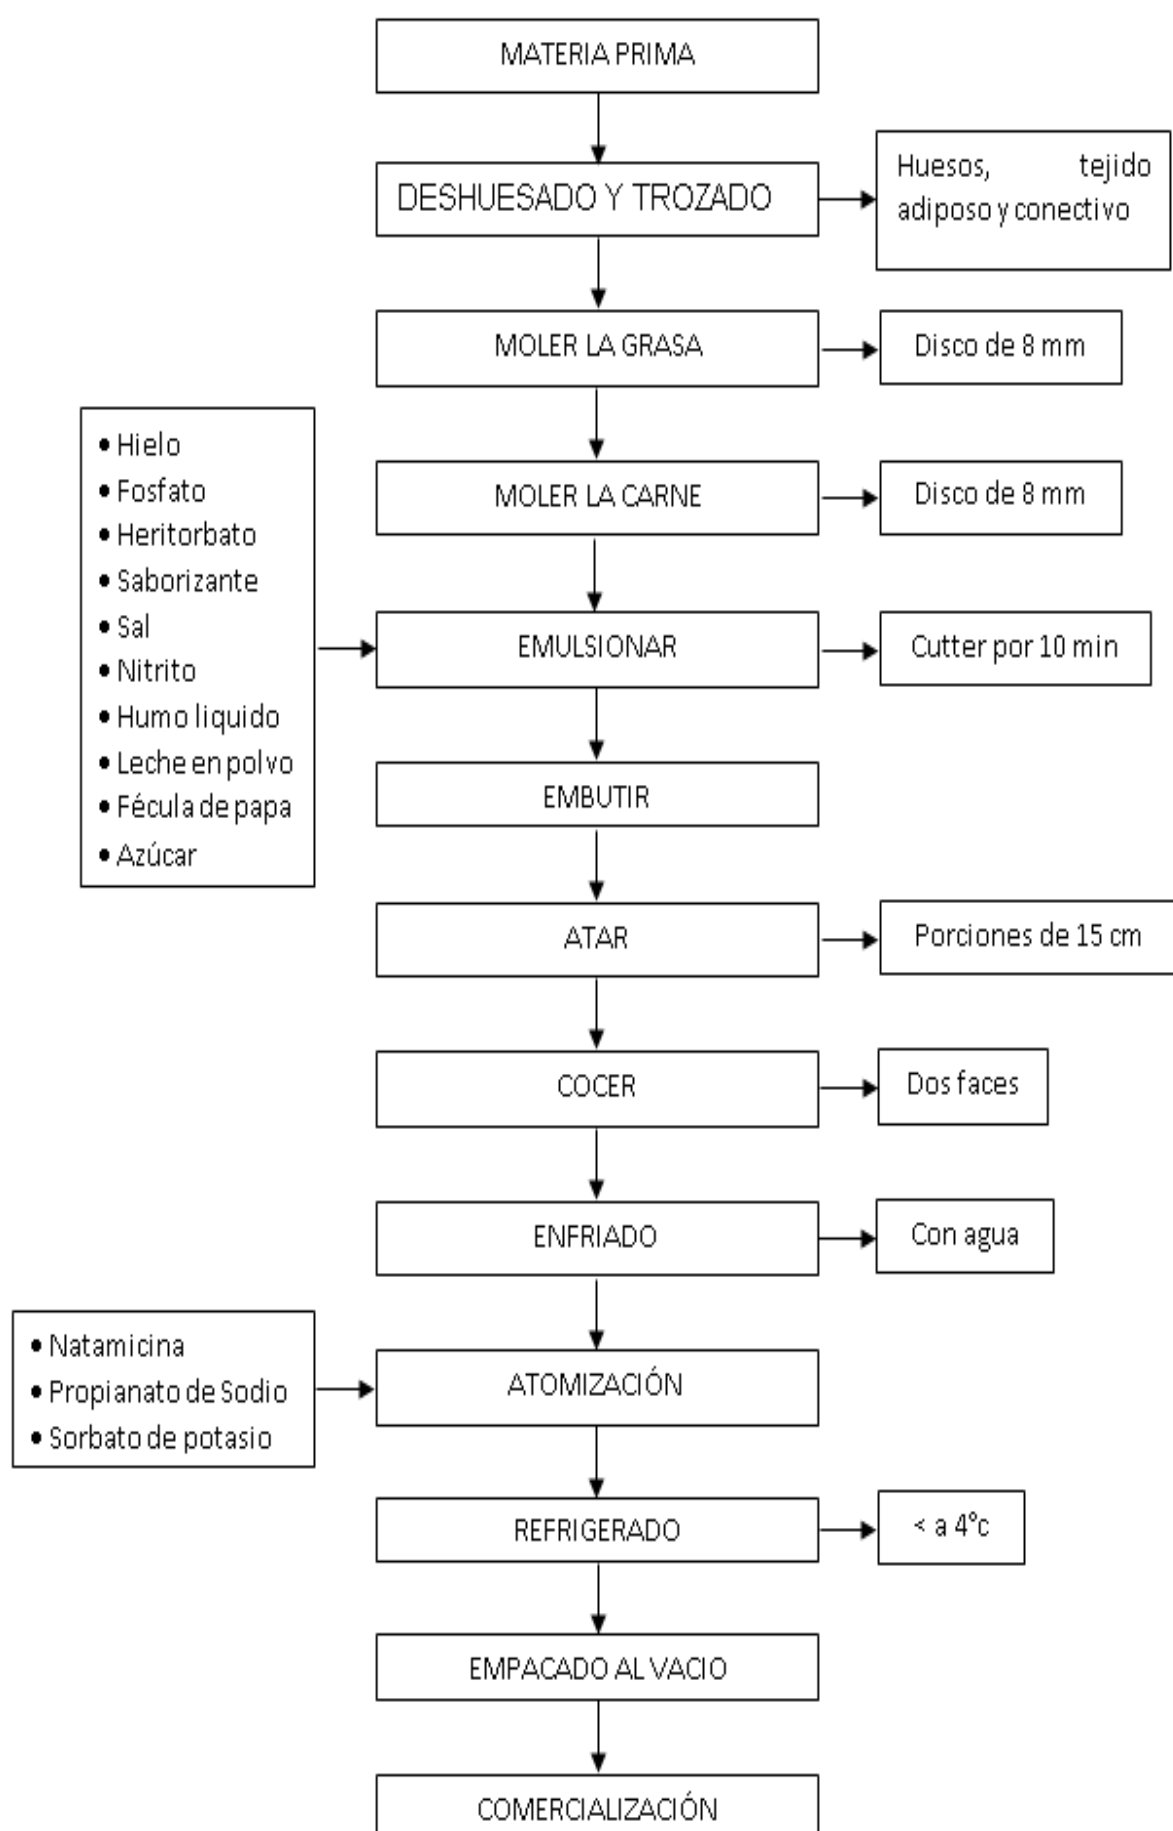 MATERIA PRIMA
DESHUESADO Y TROZADO
Huesos, tejido
adiposo y conectivo
MOLER LA GRASA
Disco de 8 mm
MOLER LA CARNE
Disco de 8 mm
• Hielo
• Fosfato
• Heritorbato
• Saborizante
• Sal
• Nitrito
• Humo liquido
• Leche en polvo
• Fécula de papa
• Azúcar
EMULSIONAR
Cutter por 10 min
EMBUTIR
ATAR
Porciones de 15 cm
COCER
Dos faces
ENFRIADO
Con agua
• Natamicina
• Propianato de Sodio
• Sorbato de potasio
ATOMIZACIÓN
REFRIGERADO
< a 4°c
EMPACADO AL VACIO
COMERCIALIZACIÓN